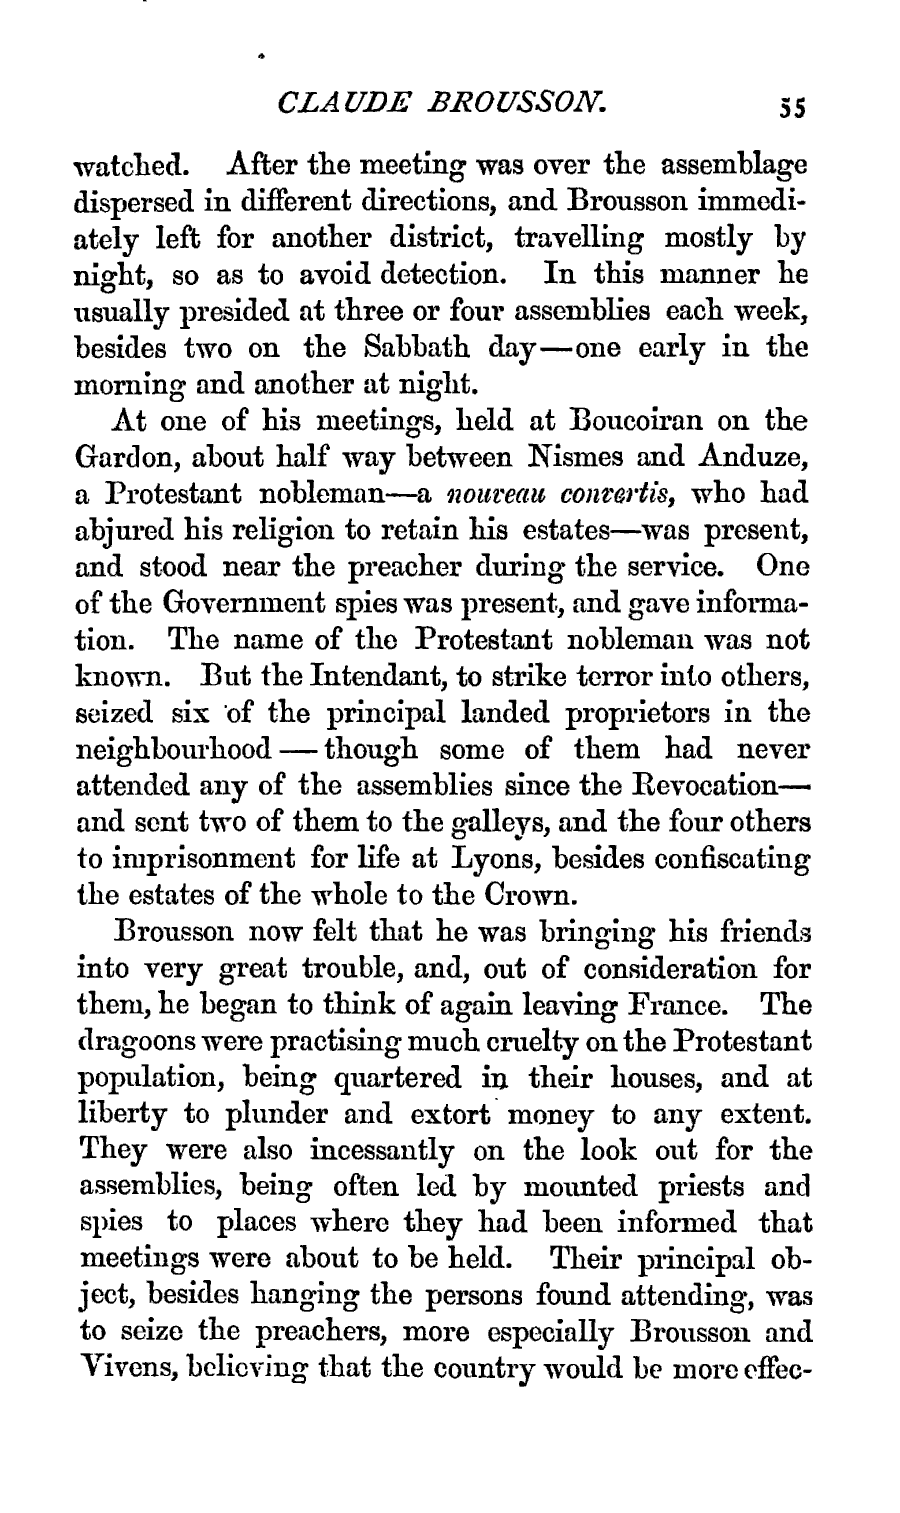 CLAUDE BROUSSON. 55
watched. After the meeting was over the assemblage
dispersed in different directions, and Brousson immedi-
ately left for another district, travelling mostly by
night, so as to avoid detection. In this manner he
usually presided at three or four assemblies each week,
besides two on the Sabbath day—one early in the
morning and another at night.
At one of his meetings, held at Boucoiran on the
Gardon, about half way between Nismes and Anduze,
a Protestant nobleman—a nouveau convertis, who had
abjured his religion to retain his estates—was present,
and stood near the preacher during the service. One
of the Government spies was present, and gave informa-
tion. The name of the Protestant nobleman was not
known. But the Intendant, to strike terror into others,
seized six of the principal landed proprietors in the
neighbourhood — though some of them had never
attended any of the assemblies since the Revocation—
and sent two of them to the galleys, and the four others
to imprisonment for life at Lyons, besides confiscating
the estates of the whole to the Crown.
Brousson now felt that he was bringing his friends
into very great trouble, and, out of consideration for
them, he began to think of again leaving France. The
dragoons were practising much cruelty on the Protestant
population, being quartered in their houses, and at
liberty to plunder and extort money to any extent.
They were also incessantly on the look out for the
assemblies, being often led by mounted priests and
spies to places where they had been informed that
meetings were about to be held. Their principal ob-
ject, besides hanging the persons found attending, was
to seize the preachers, more especially Brousson and
Vivens, believing that the country would be more effec-